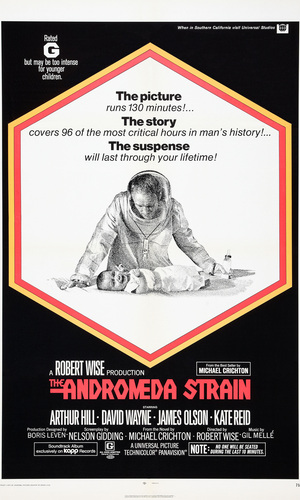 When in Southern California visit Universal Studios
Rated
G
but may be too intense
for younger
children.
The picture
runs 130 minutes!...
The story
covers 96 of the most critical hours in man's history!...
The suspense
will last through your lifetime!
A ROBERT WISE PRODUCTION
From the Best Seller by
MICHAEL CRICHTON
THE ANDROMEDA STRAIN
STARRING
ARTHUR HILL · DAVID WAYNE · JAMES OLSON · KATE REID
Production Designed by Screenplay by From the Novel by Directed by Music by
BORIS LEVEN · NELSON GIDDING · MICHAEL CRICHTON · ROBERT WISE · GIL MELLÉ
Soundtrack Album
exclusively on kapp Records
A UNIVERSAL PICTURE
TECHNICOLOR® PANAVISION®
NOTE: NO ONE WILL BE SEATED
DURING THE LAST 10 MINUTES.